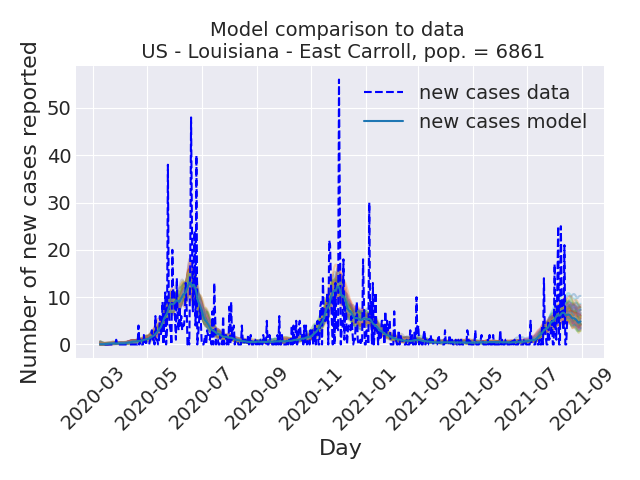 Model comparison to data
US - Louisiana - East Carroll, pop. = 6861
Number of new cases reported
50
40
30
20
10
0
new cases data
new cases model
2020-03
2020-05
2020-07
2020-09
2020-11
2021-01
2021-03
2021-05
2021-07
2021-09
Day